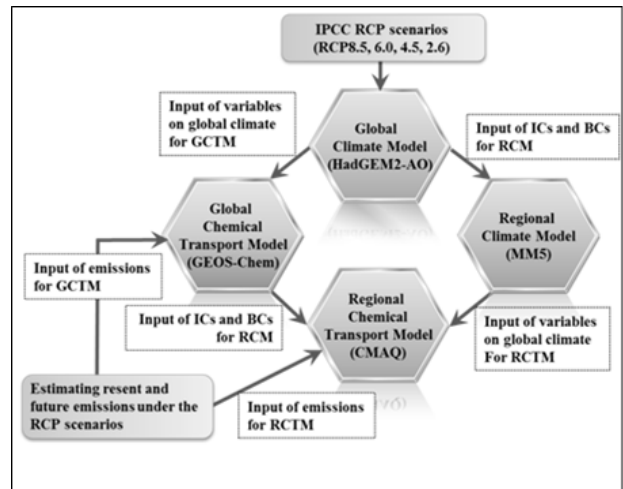 IPCC RCP scenarios
(RCP8.5, 6.0, 4.5, 2.6)
Input of variables
on global climate
for GCTM
Global
Climate Model
(HadGEM2-AO)
Input of ICs and BCs
for RCM
Global
Chemical
Transport Model
(GEOS-Chem)
Regional
Climate Model
(MM5)
Input of emissions
for GCTM
Input of ICs and BCs
for RCM
Regional
Chemical
Transport Model
(CMAQ)
Input of variables
on global climate
For RCTM
Estimating resent and
future emissions under the
RCP scenarios
Input of emissions
for RCTM